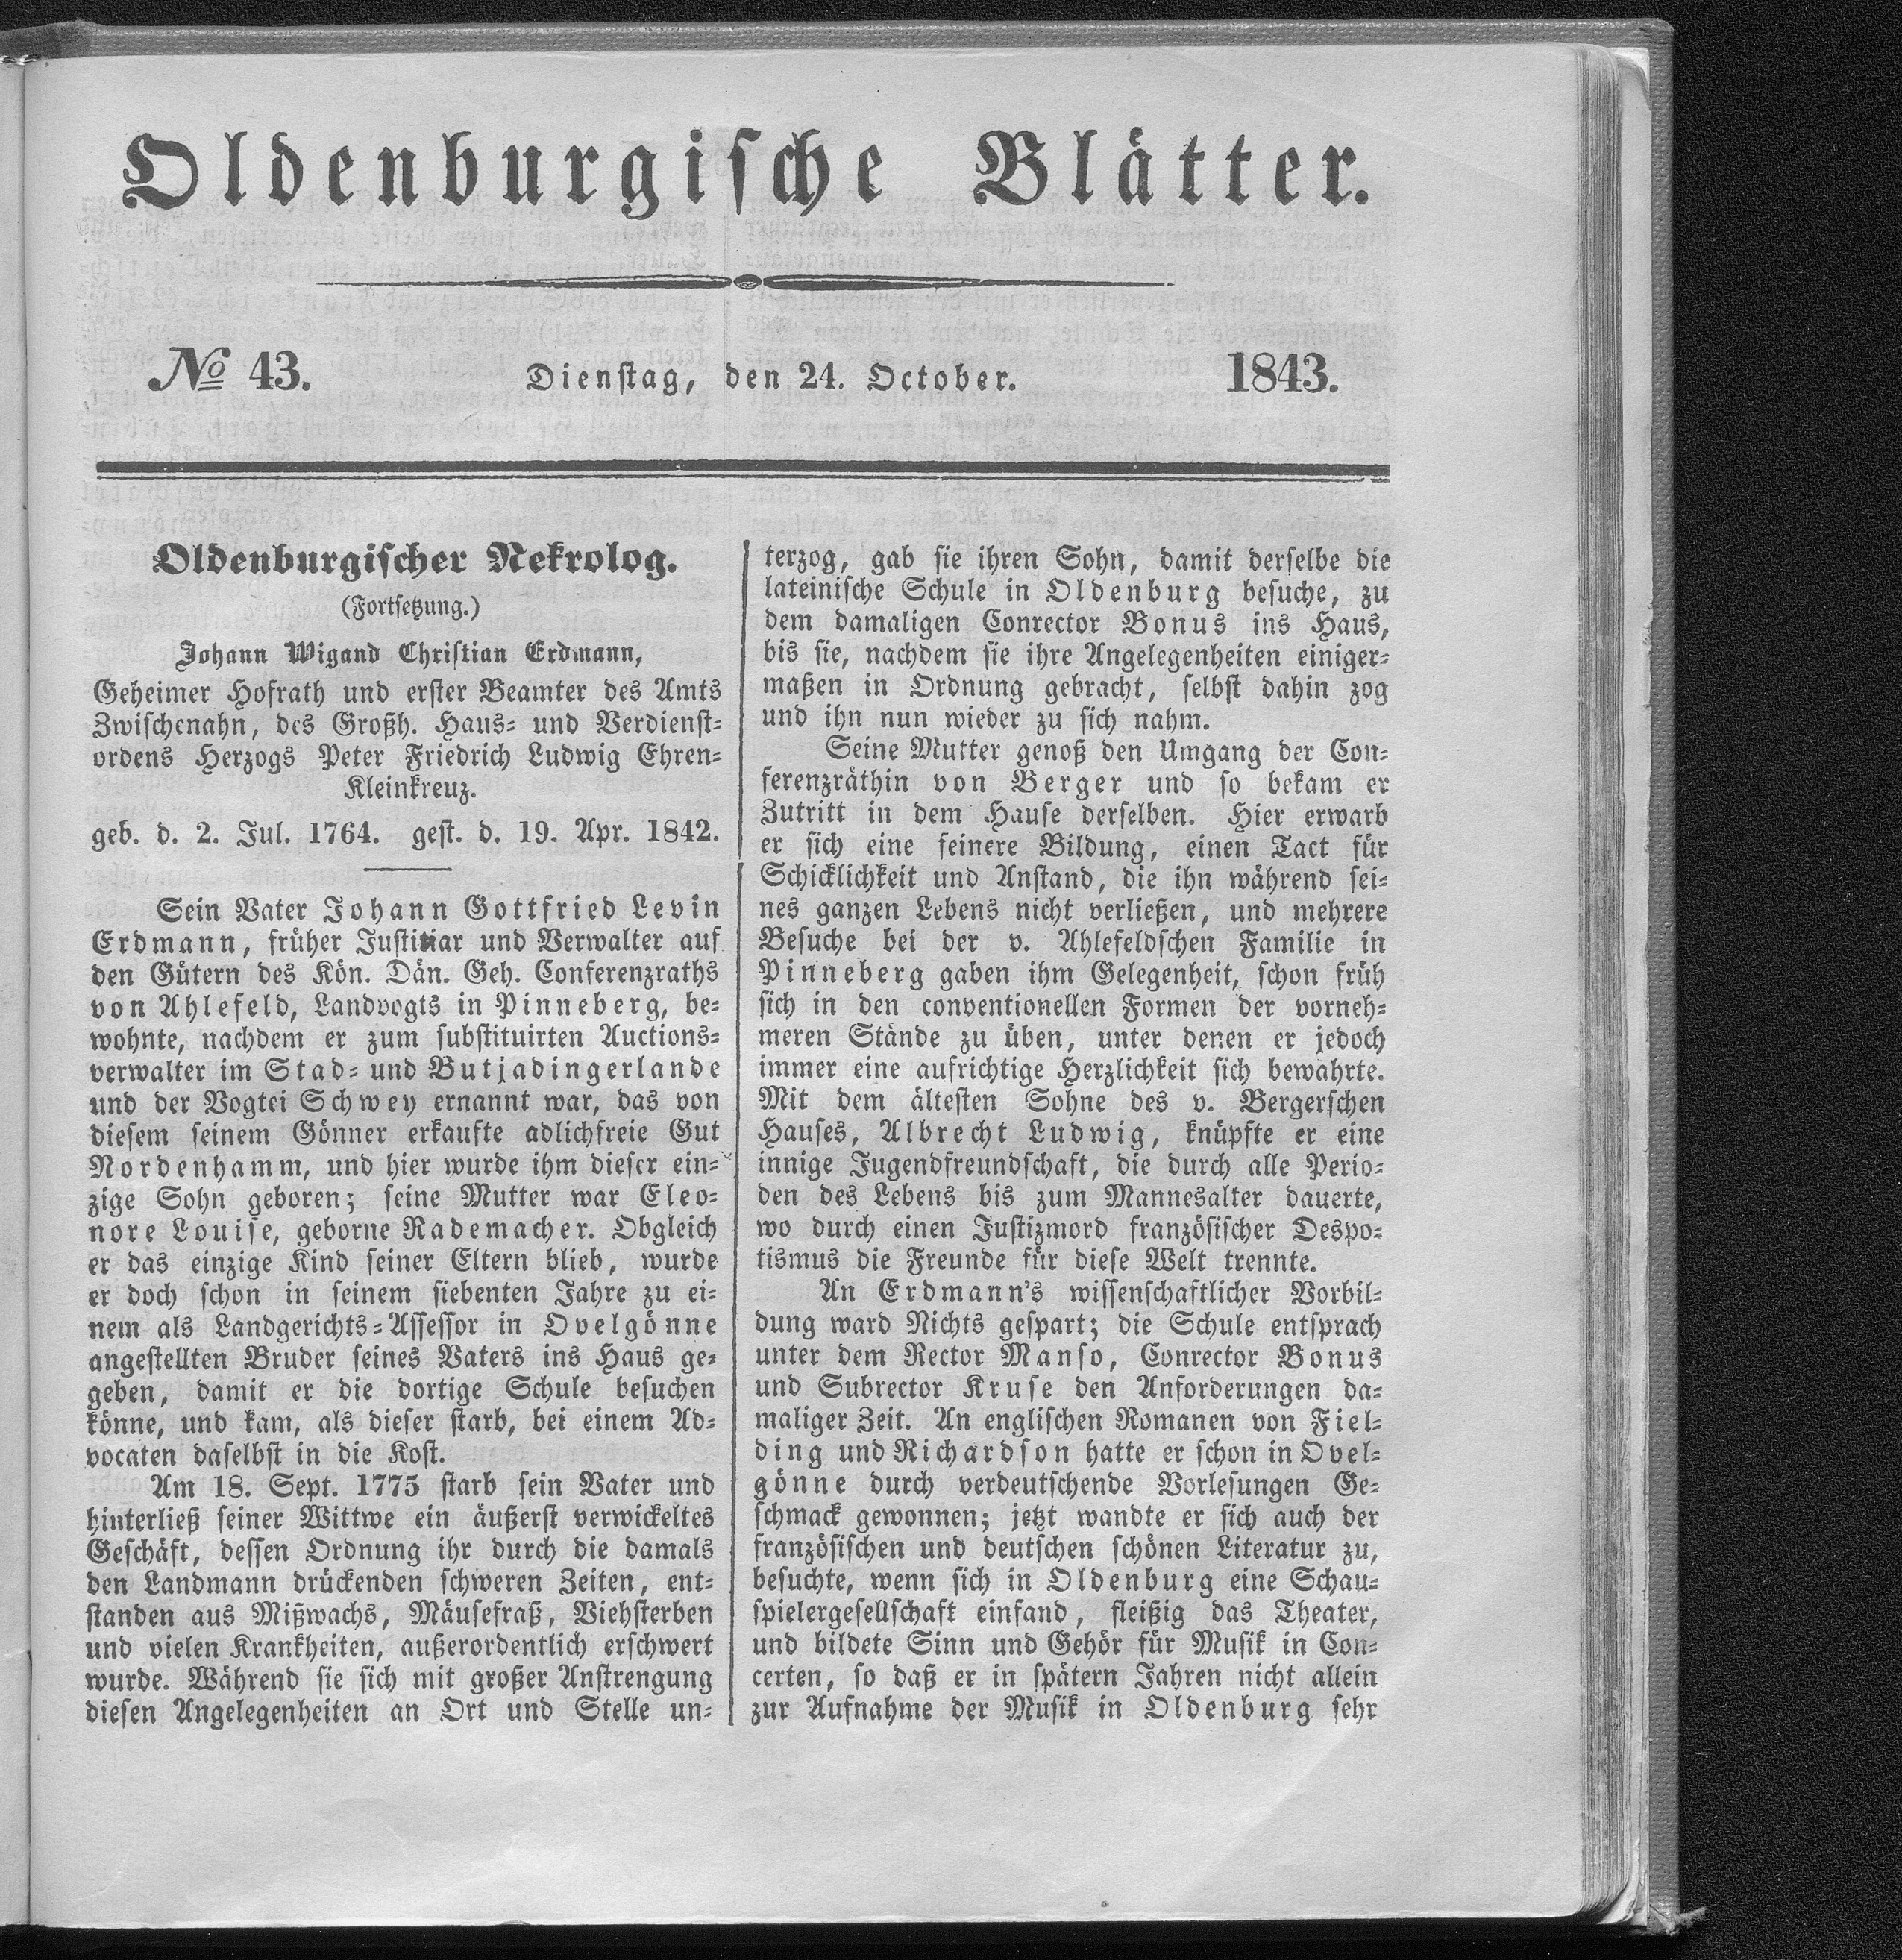 Oldenburgische Blätter.
No 43.
Dienstag, den 24. October.
1843.
Oldenburgischer Nekrolog.
(Fortsetzung.)
Johann Wigand Christian Erdmann,
Geheimer Hofrath und erster Beamter des Amts
Zwischenahn, des Großh. Haus- und Verdienst-
ordens Herzogs Peter Friedrich Ludwig Ehren-
Kleinkreuz.
geb. d. 2. Jul. 1764. gest. d. 19. Apr. 1842.
Sein Vater Johann Gottfried Levin
Erdmann, früher Justitiar und Verwalter auf
den Gütern des Kön. Dän. Geh. Conferenzraths
von Ahlefeld, Landvogts in Pinneberg, be-
wohnte, nachdem er zum substituirten Auctions-
verwalter im Stad- und Butjadingerlande
und der Vogtei Schwey ernannt war, das von
diesem seinem Gönner erkaufte adlichfreie Gut
Nordenhamm, und hier wurde ihm dieser ein-
zige Sohn geboren; seine Mutter war Eleo-
nore Louise, geborne Rademacher. Obgleich
er das einzige Kind seiner Eltern blieb, wurde
er doch schon in seinem siebenten Jahre zu ei-
nem als Landgerichts-Assessor in Ovelgönne
angestellten Bruder seines Vaters ins Haus ge-
geben, damit er die dortige Schule besuchen
könne, und kam, als dieser starb, bei einem Ad-
vocaten daselbst in die Kost.
Am 18. Sept. 1775 starb sein Vater und
hinterließ seiner Wittwe ein äußerst verwickeltes
Geschäft, dessen Ordnung ihr durch die damals
den Landmann drückenden schweren Zeiten, ent-
standen aus Mißwachs, Mäusefraß, Viehsterben
und vielen Krankheiten, außerordentlich erschwert
wurde. Während sie sich mit großer Anstrengung
diesen Angelegenheiten an Ort und Stelle un-
terzog, gab sie ihren Sohn, damit derselbe die
lateinische Schule in Oldenburg besuche, zu
dem damaligen Conrector Bonus ins Haus,
bis sie, nachdem sie ihre Angelegenheiten einiger-
maßen in Ordnung gebracht, selbst dahin zog
und ihn nun wieder zu sich nahm.
Seine Mutter genoß den Umgang der Con-
ferenzräthin von Berger und so bekam er
Zutritt in dem Hause derselben. Hier erwarb
er sich eine feinere Bildung, einen Tact für
Schicklichkeit und Anstand, die ihn während sei-
nes ganzen Lebens nicht verließen, und mehrere
Besuche bei der v. Ahlefeldschen Familie in
Pinneberg gaben ihm Gelegenheit, schon früh
sich in den conventionellen Formen der vorneh-
meren Stände zu üben, unter denen er jedoch
immer eine aufrichtige Herzlichkeit sich bewahrte.
Mit dem ältesten Sohne des v. Bergerschen
Hauses, Albrecht Ludwig, knüpfte er eine
innige Jugendfreundschaft, die durch alle Perio-
den des Lebens bis zum Mannesalter dauerte,
wo durch einen Justizmord französischer Despo-
tismus die Freunde für diese Welt trennte.
An Erdmann's wissenschaftlicher Vorbil-
dung ward Nichts gespart; die Schule entsprach
unter dem Rector Manso, Conrector Bonus
und Subrector Kruse den Anforderungen da-
maliger Zeit. An englischen Romanen von Fiel-
ding und Richardson hatte er schon in Ovel-
gönne durch verdeutschende Vorlesungen Ge-
schmack gewonnen; jetzt wandte er sich auch der
französischen und deutschen schönen Literatur zu,
besuchte, wenn sich in Oldenburg eine Schau-
spielergesellschaft einfand, fleißig das Theater,
und bildete Sinn und Gehör für Musik in Con-
certen, so daß er in spätern Jahren nicht allein
zur Aufnahme der Musik in Oldenburg sehr